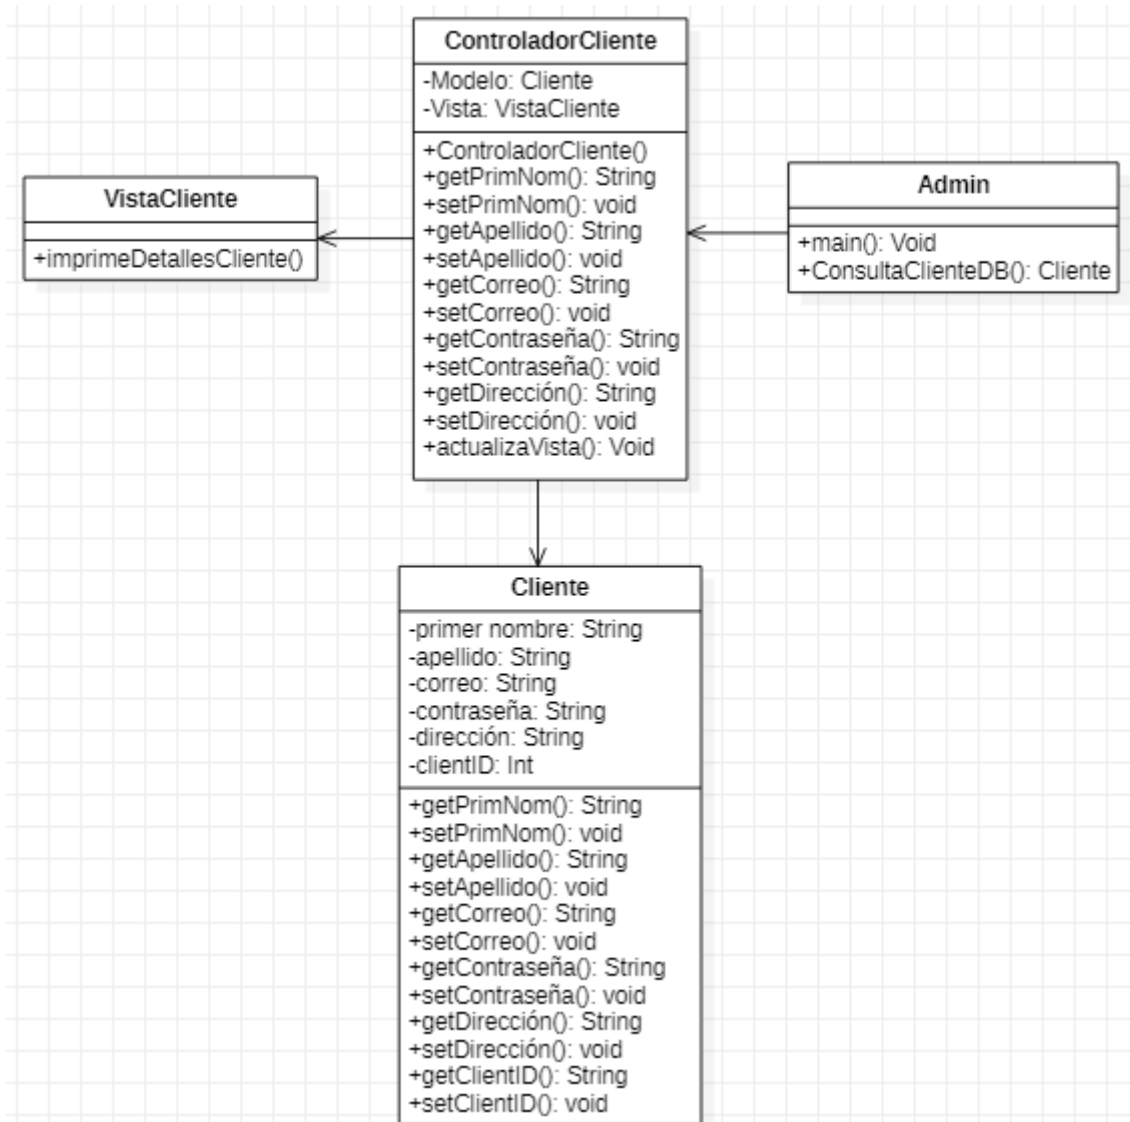 ControladorCliente
-Modelo: Cliente
-Vista: VistaCliente
+ControladorCliente()
+getPrimNom(): String
+setPrimNom(): void
+getApellido(): String
+setApellido(): void
+getCorreo(): String
+setCorreo(): void
+getContraseña(): String
+setContraseña(): void
+getDirección(): String
+setDirección(): void
+actualizaVista(): Void
VistaCliente
+imprimeDetallesCliente()
Admin
+main(): Void
+ConsultaClienteDB(): Cliente
Cliente
-primer nombre: String
-apellido: String
-correo: String
-contraseña: String
-dirección: String
-clientID: Int
+getPrimNom(): String
+setPrimNom(): void
+getApellido(): String
+setApellido(): void
+getCorreo(): String
+setCorreo(): void
+getContraseña(): String
+setContraseña(): void
+getDirección(): String
+setDirección(): void
+getClientID(): String
+setClientID(): void